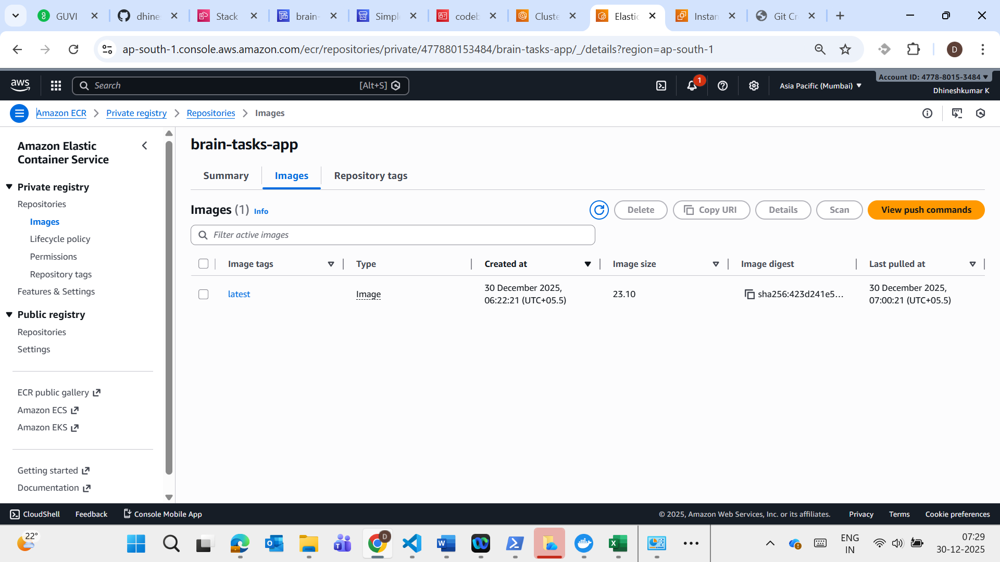 GUVI
dhine
Stack
brain-
Simpl
codeb
Cluste
Elastic
Instan
Git Cr
ap-south-1.console.aws.amazon.com/ecr/repositories/private/477880153484/brain-tasks-app/_/details?region=ap-south-1
D
aws
Search
[Alt+S]
1
Asia Pacific (Mumbai)
Account ID: 4778-8015-3484
Dhineshkumar K
Amazon ECR
Private registry
Repositories
Images
Amazon Elastic
Container Service
Private registry
Repositories
Images
Lifecycle policy
Permissions
Repository tags
Features & Settings
Public registry
Repositories
Settings
ECR public gallery
Amazon ECS
Amazon EKS
Getting started
Documentation
brain-tasks-app
Summary
Images
Repository tags
Images (1) Info
Delete
Copy URI
Details
Scan
View push commands
Filter active images
Image tags
Type
Created at
Image size
Image digest
Last pulled at
latest
Image
30 December 2025,
06:22:21 (UTC+05.5)
23.10
sha256:423d241e5...
30 December 2025,
07:00:21 (UTC+05.5)
CloudShell
Feedback
Console Mobile App
© 2025, Amazon Web Services, Inc. or its affiliates.
Privacy
Terms
Cookie preferences
22°
D
ENG
IN
07:29
30-12-2025